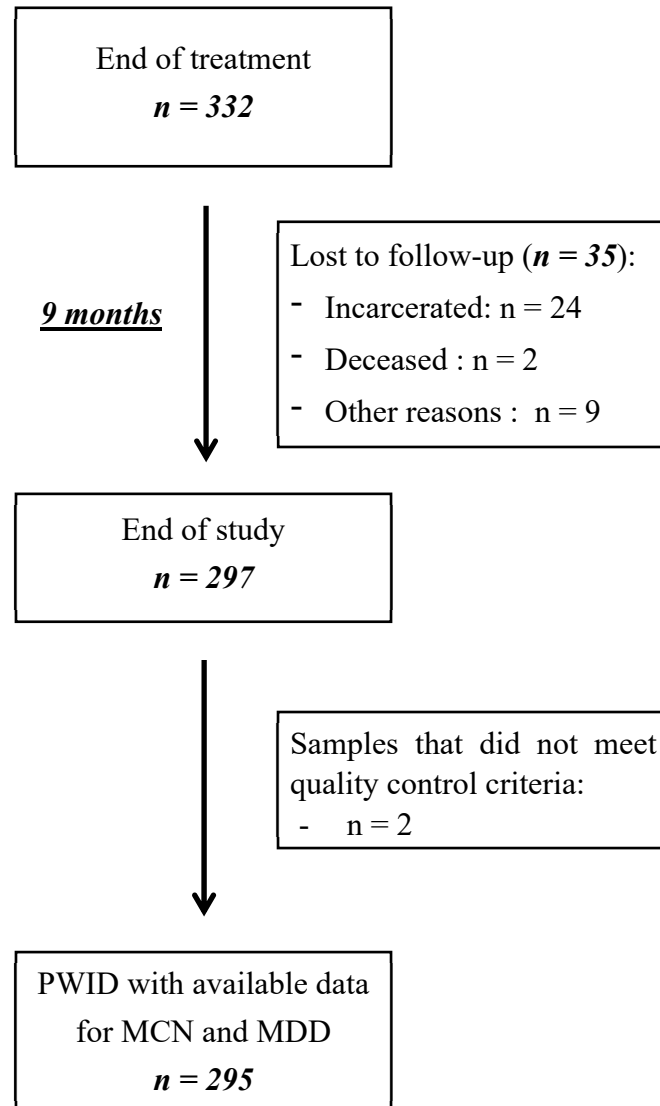 End of treatment
n = 332
9 months
Lost to follow-up (n = 35):
- Incarcerated: n = 24
- Deceased : n = 2
- Other reasons :  n = 9
End of study
n = 297
Samples that did not meet
quality control criteria:
- n = 2
PWID with available data
for MCN and MDD
n = 295